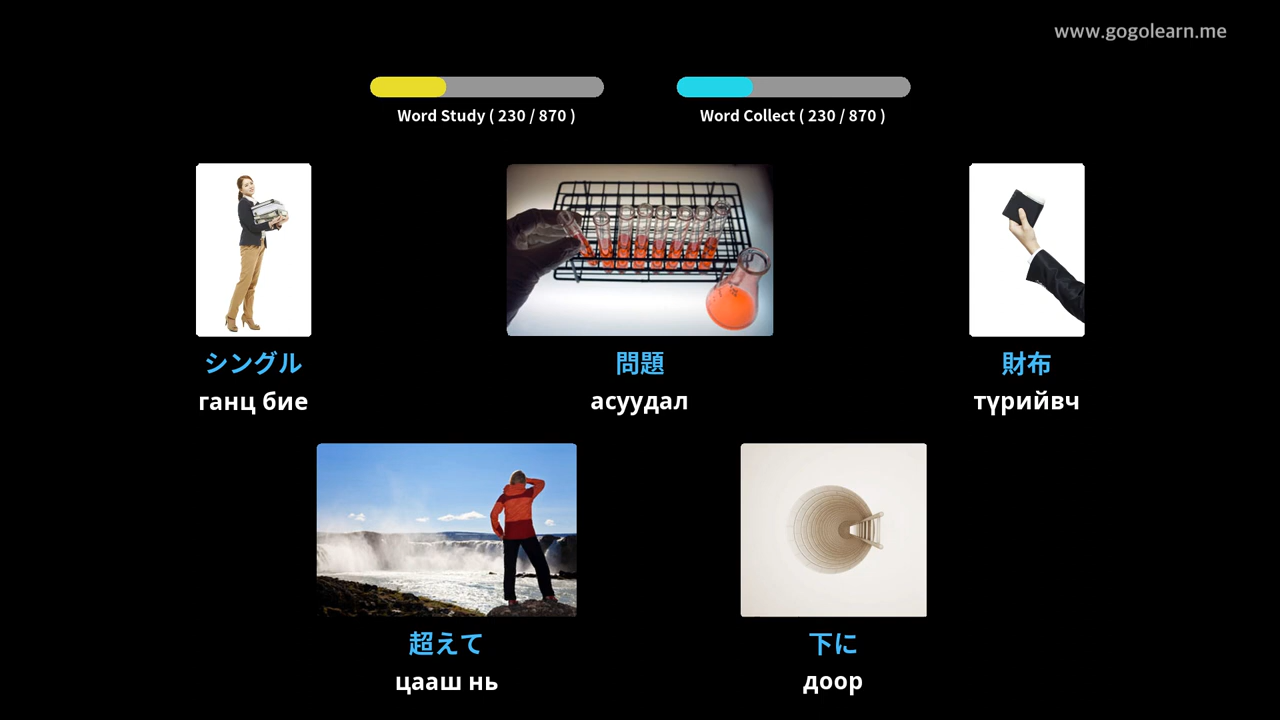 www.gogolearn.me
Word Study ( 230 / 870 )
Word Collect ( 230 / 870 )
シングル
ганц бие
問題
асуудал
財布
түрийвч
超えて
цааш нь
下に
доор